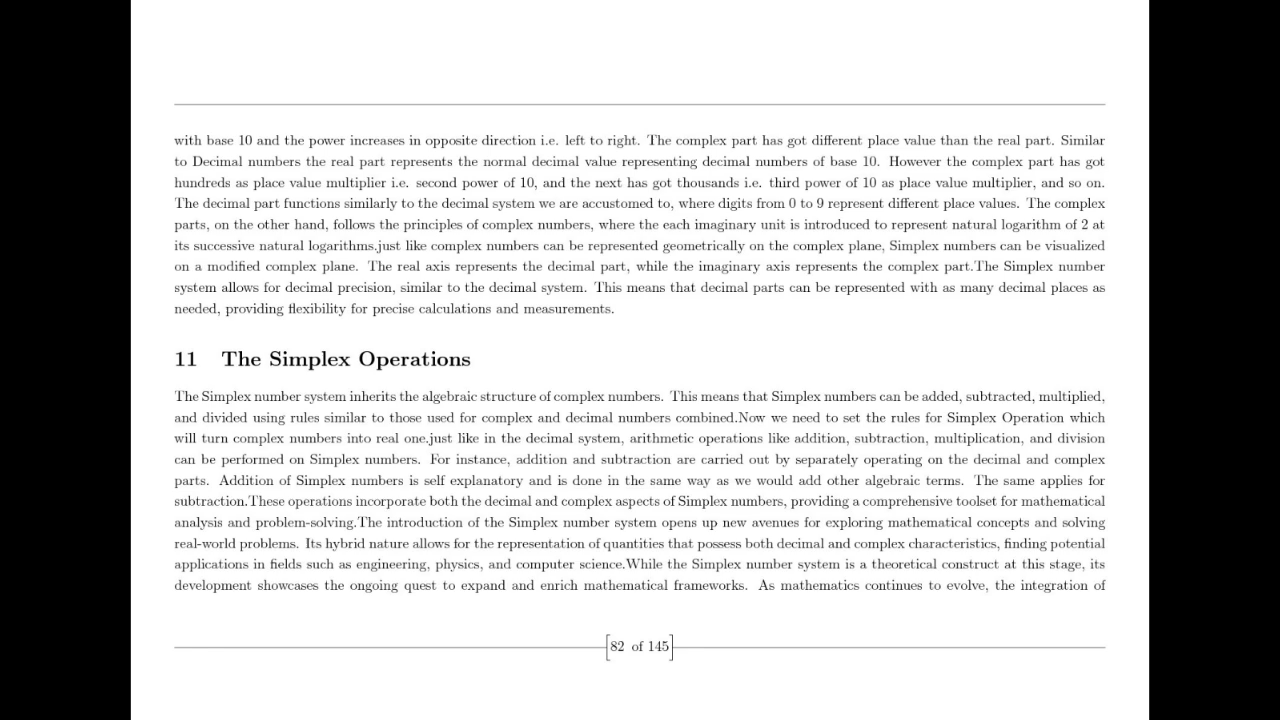 with base 10 and the power increases in opposite direction i.e. left to right. The complex part has got different place value than the real part. Similar
to Decimal numbers the real part represents the normal decimal value representing decimal numbers of base 10. However the complex part has got
hundreds as place value multiplier i.e. second power of 10, and the next has got thousands i.e. third power of 10 as place value multiplier, and so on.
The decimal part functions similarly to the decimal system we are accustomed to, where digits from 0 to 9 represent different place values. The complex
parts, on the other hand, follows the principles of complex numbers, where the each imaginary unit is introduced to represent natural logarithm of 2 at
its successive natural logarithms.just like complex numbers can be represented geometrically on the complex plane, Simplex numbers can be visualized
on a modified complex plane. The real axis represents the decimal part, while the imaginary axis represents the complex part.The Simplex number
system allows for decimal precision, similar to the decimal system. This means that decimal parts can be represented with as many decimal places as
needed, providing flexibility for precise calculations and measurements.
11 The Simplex Operations
The Simplex number system inherits the algebraic structure of complex numbers. This means that Simplex numbers can be added, subtracted, multiplied,
and divided using rules similar to those used for complex and decimal numbers combined.Now we need to set the rules for Simplex Operation which
will turn complex numbers into real one.just like in the decimal system, arithmetic operations like addition, subtraction, multiplication, and division
can be performed on Simplex numbers. For instance, addition and subtraction are carried out by separately operating on the decimal and complex
parts. Addition of Simplex numbers is self explanatory and is done in the same way as we would add other algebraic terms. The same applies for
subtraction.These operations incorporate both the decimal and complex aspects of Simplex numbers, providing a comprehensive toolset for mathematical
analysis and problem-solving.The introduction of the Simplex number system opens up new avenues for exploring mathematical concepts and solving
real-world problems. Its hybrid nature allows for the representation of quantities that possess both decimal and complex characteristics, finding potential
applications in fields such as engineering, physics, and computer science.While the Simplex number system is a theoretical construct at this stage, its
development showcases the ongoing quest to expand and enrich mathematical frameworks. As mathematics continues to evolve, the integration of
[82 of 145]